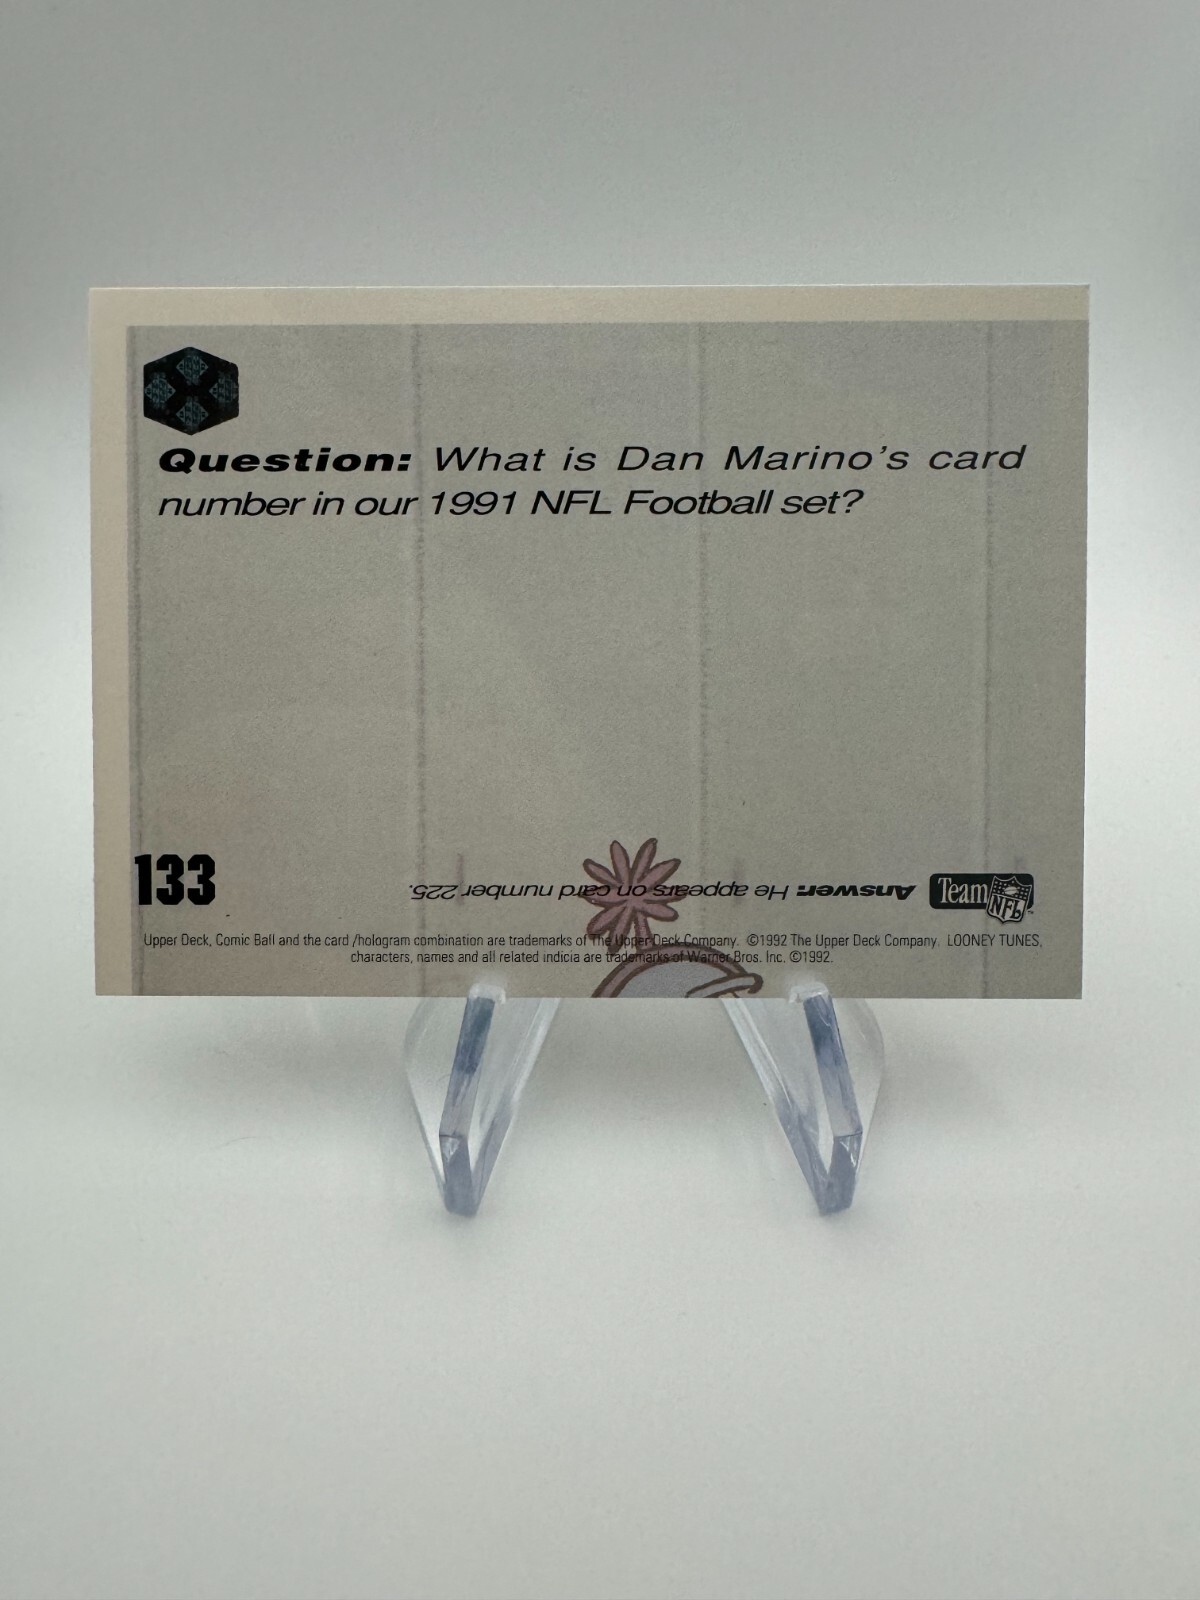 Question: What is Dan Marino's card
number in our 1991 NFL Football set?
133
Answer: He appears on card number 225.
Team NFL
Upper Deck, Comic Ball and the card /hologram combination are trademarks of The Upper Deck Company. ©1992 The Upper Deck Company. LOONEY TUNES,
characters, names and all related indicia are trademarks of Warner Bros. Inc. ©1992.